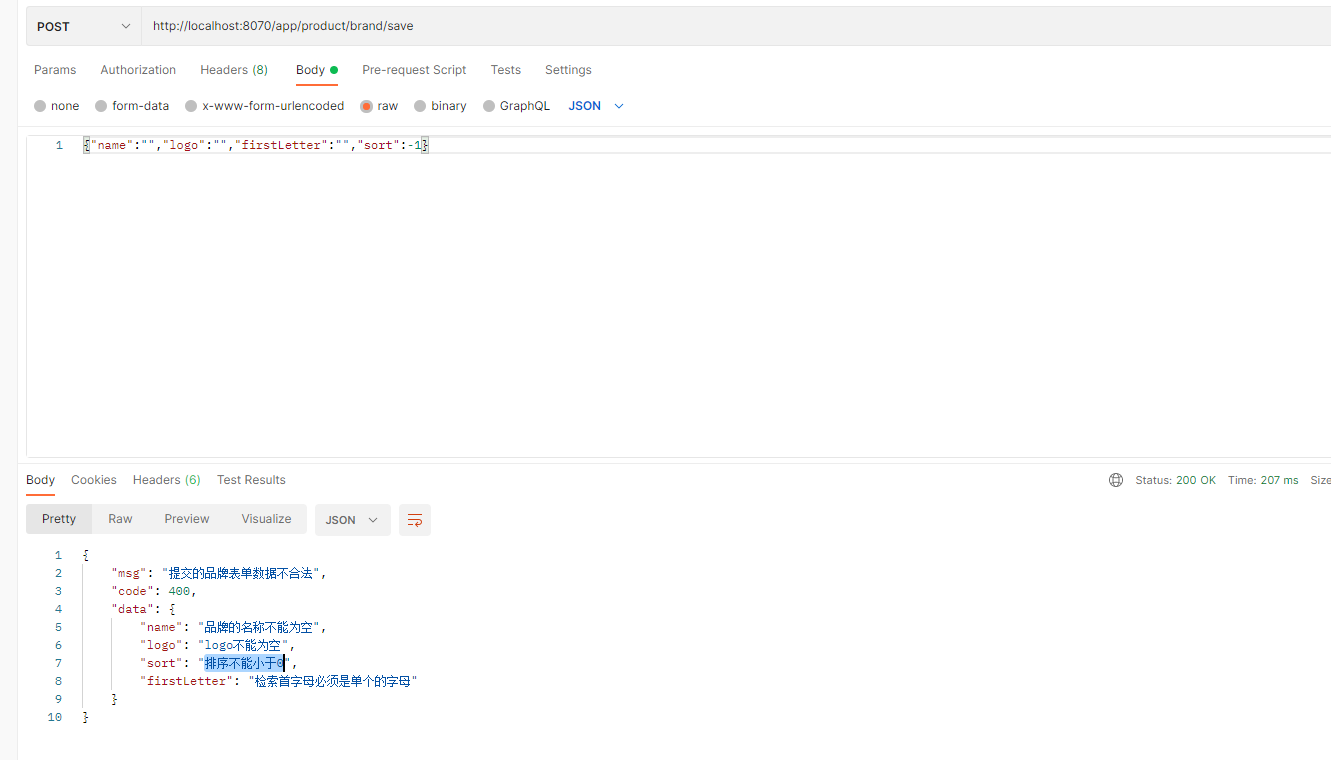 POST http://localhost:8070/app/product/brand/save
Params Authorization Headers (8) Body Pre-request Script Tests Settings
none form-data x-www-form-urlencoded raw binary GraphQL JSON
1 {"name":"","logo":"","firstLetter":"","sort":-1}
Body Cookies Headers (6) Test Results Status: 200 OK Time: 207 ms Size
Pretty Raw Preview Visualize JSON
1 {
2 "msg": "提交的品牌表单数据不合法",
3 "code": 400,
4 "data": {
5 "name": "品牌的名称不能为空",
6 "logo": "logo不能为空",
7 "sort": "排序不能小于0",
8 "firstLetter": "检索首字母必须是单个的字母"
9 }
10 }